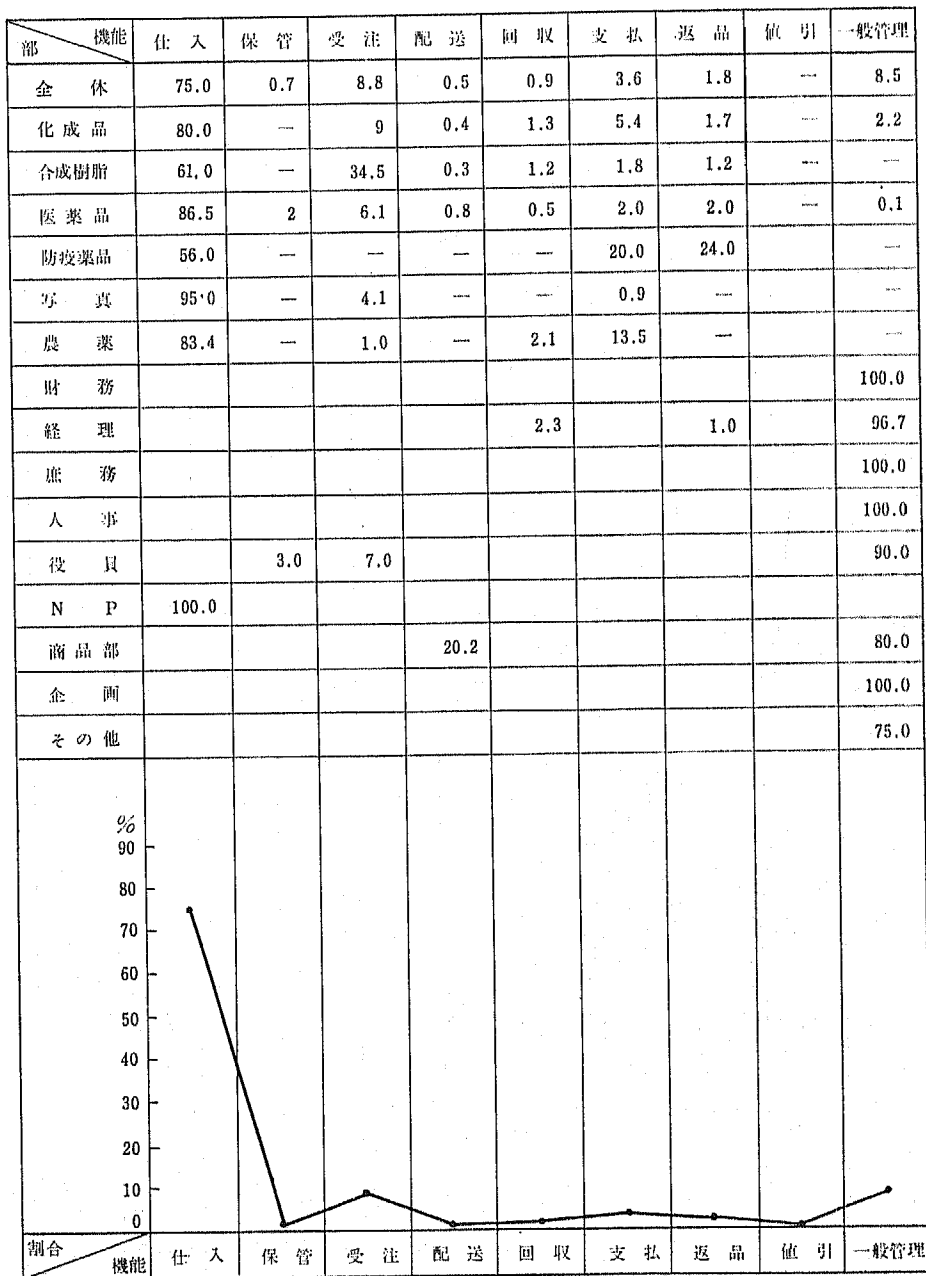 部 機能 仕入 保管 受注 配送 回収 支払 返品 値引 一般管理
全休 75.0 0.7 8.8 0.5 0.9 3.6 1.8 — 8.5
化成品 80.0 — 9 0.4 1.3 5.4 1.7 — 2.2
合成樹脂 61.0 — 34.5 0.3 1.2 1.8 1.2 — —
医薬品 86.5 2 6.1 0.8 0.5 2.0 2.0 — 0.1
防疫薬品 56.0 — — — — 20.0 24.0 —
写真 95.0 — 4.1 — — 0.9 — —
農薬 83.4 — 1.0 — 2.1 13.5 — —
財務 100.0
経理 2.3 1.0 96.7
庶務 100.0
人事 100.0
役員 3.0 7.0 90.0
NP 100.0
商品部 20.2 80.0
企画 100.0
その他 75.0
%
90
80
70
60
50
40
30
20
10
0
割合 機能 仕入 保管 受注 配送 回収 支払 返品 値引 一般管理